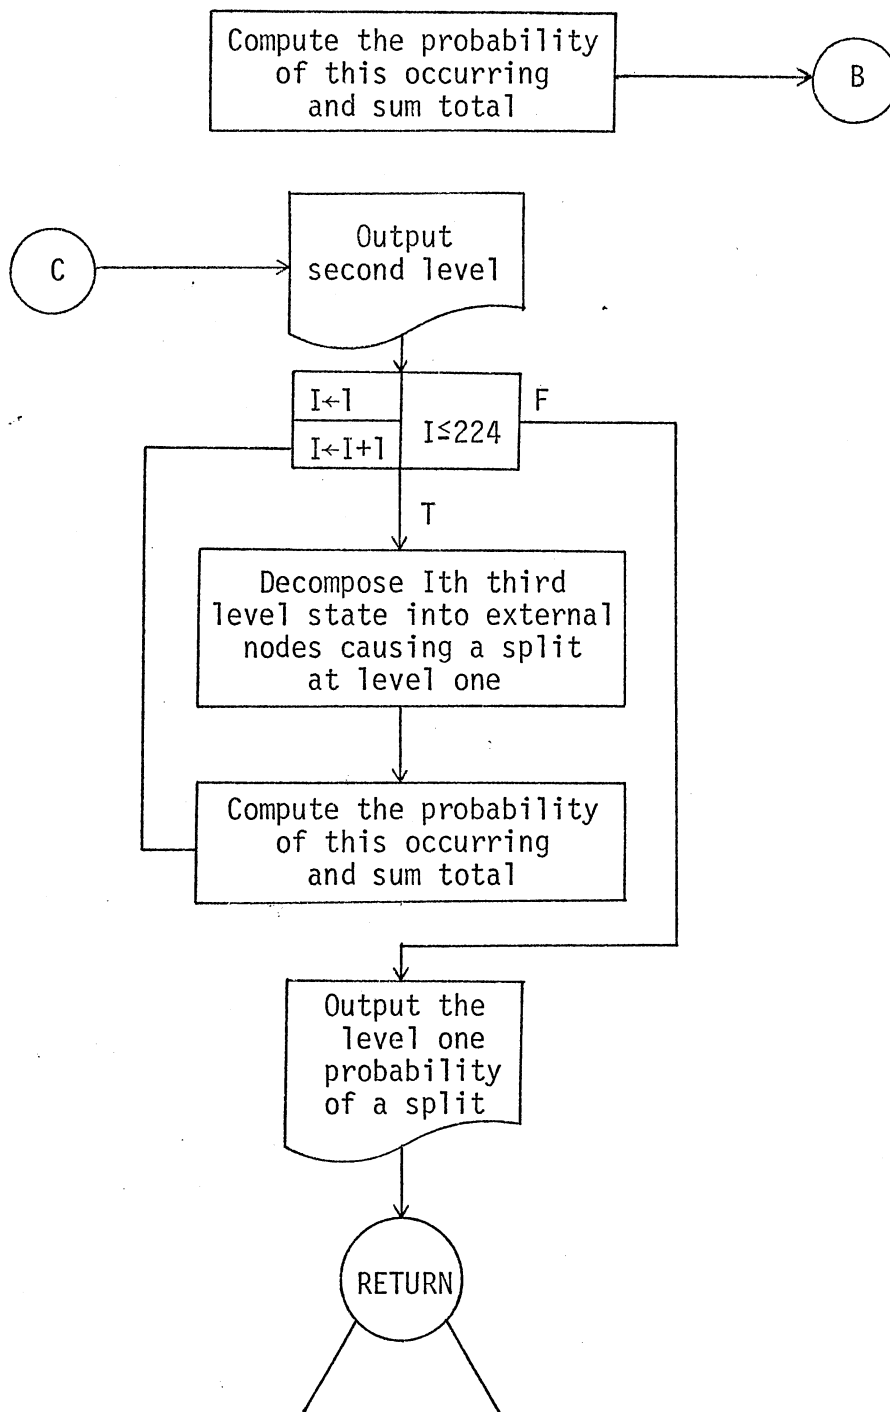 Compute the probability
of this occurring
and sum total
B
C
Output
second level
I←1
I←I+1
I≤224
F
T
Decompose Ith third
level state into external
nodes causing a split
at level one
Compute the probability
of this occurring
and sum total
Output the
level one
probability
of a split
RETURN